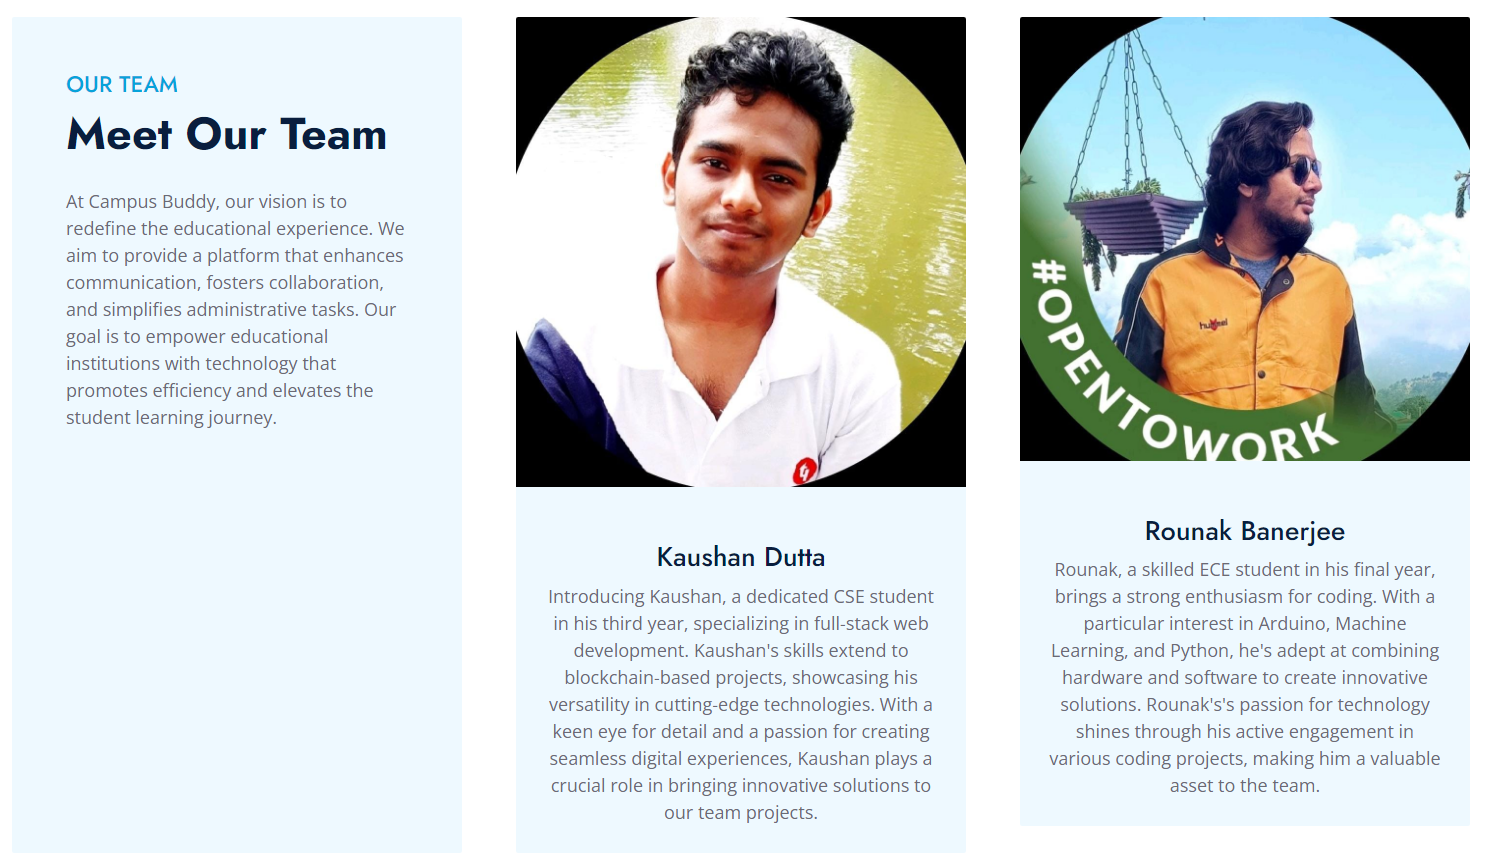 OUR TEAM
Meet Our Team
At Campus Buddy, our vision is to
redefine the educational experience. We
aim to provide a platform that enhances
communication, fosters collaboration,
and simplifies administrative tasks. Our
goal is to empower educational
institutions with technology that
promotes efficiency and elevates the
student learning journey.
Kaushan Dutta
Introducing Kaushan, a dedicated CSE student
in his third year, specializing in full-stack web
development. Kaushan's skills extend to
blockchain-based projects, showcasing his
versatility in cutting-edge technologies. With a
keen eye for detail and a passion for creating
seamless digital experiences, Kaushan plays a
crucial role in bringing innovative solutions to
our team projects.
#OPENTOWORK
Rounak Banerjee
Rounak, a skilled ECE student in his final year,
brings a strong enthusiasm for coding. With a
particular interest in Arduino, Machine
Learning, and Python, he's adept at combining
hardware and software to create innovative
solutions. Rounak's's passion for technology
shines through his active engagement in
various coding projects, making him a valuable
asset to the team.